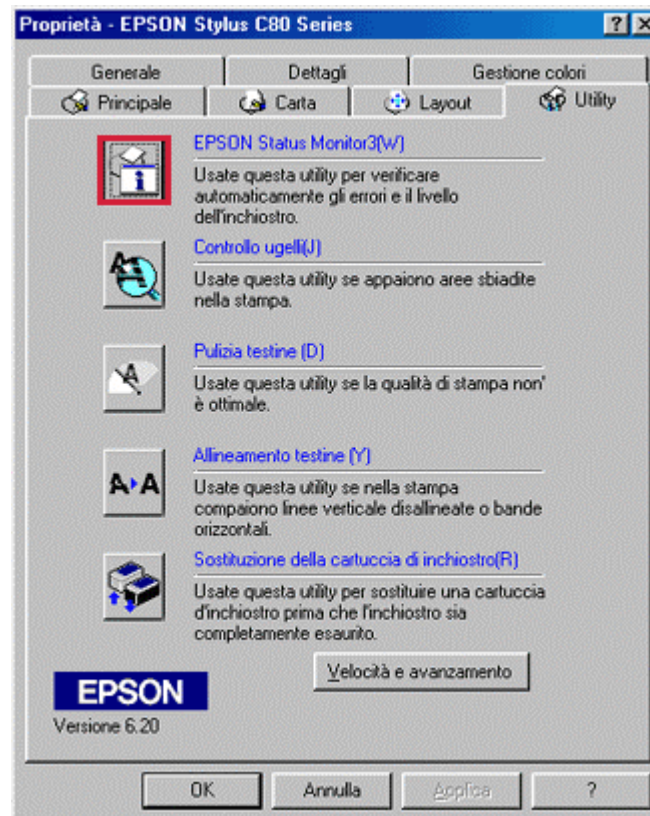 Proprietà - EPSON Stylus C80 Series
Generale
Dettagli
Gestione colori
Principale
Carta
Layout
Utility
EPSON Status Monitor3(W)
Usate questa utility per verificare
automaticamente gli errori e il livello
dell'inchiostro.
Controllo ugelli(J)
Usate questa utility se appaiono aree sbiadite
nella stampa.
Pulizia testine (D)
Usate questa utility se la qualità di stampa non'
è ottimale.
Allineamento testine (Y)
Usate questa utility se nella stampa
compaiono linee verticale disallineate o bande
orizzontali.
Sostituzione della cartuccia di inchiostro(R)
Usate questa utility per sostituire una cartuccia
d'inchiostro prima che l'inchiostro sia
completamente esaurito.
Velocità e avanzamento
EPSON
Versione 6.20
OK
Annulla
Applica
?